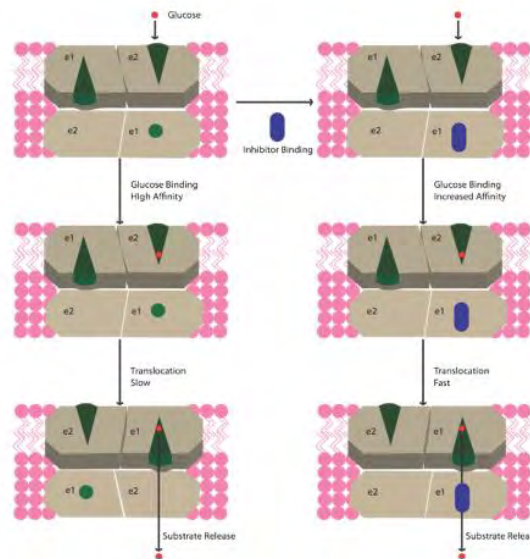 Glucose
e1
e2
e2
e1
e1
e2
e2
e1
Inhibitor Binding
Glucose Binding
High Affinity
Glucose Binding
Increased Affinity
e1
e2
e2
e1
e1
e2
e2
e1
Translocation
Slow
Translocation
Fast
e2
e1
e1
e2
e2
e1
e2
e1
Substrate Release
Substrate Relea